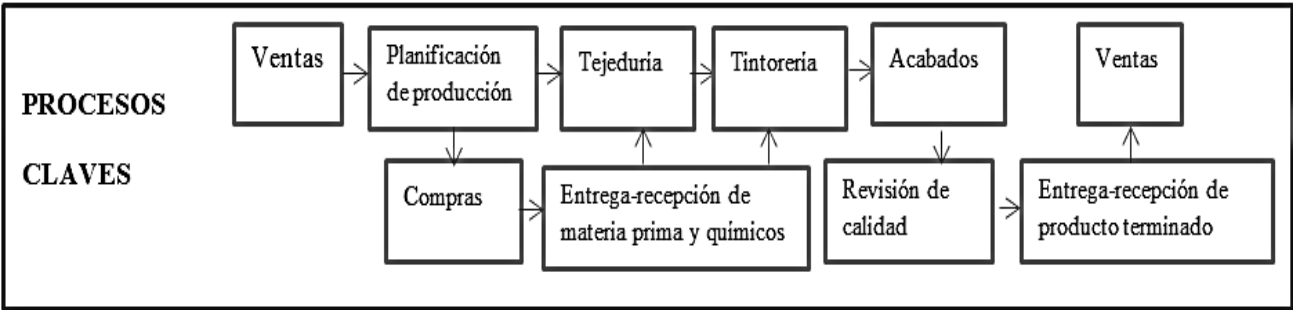 PROCESOS
CLAVES
Ventas
Planificación
de producción
Tejeduría
Tintorería
Acabados
Ventas
Compras
Entrega-recepción de
materia prima y químicos
Revisión de
calidad
Entrega-recepción de
producto terminado